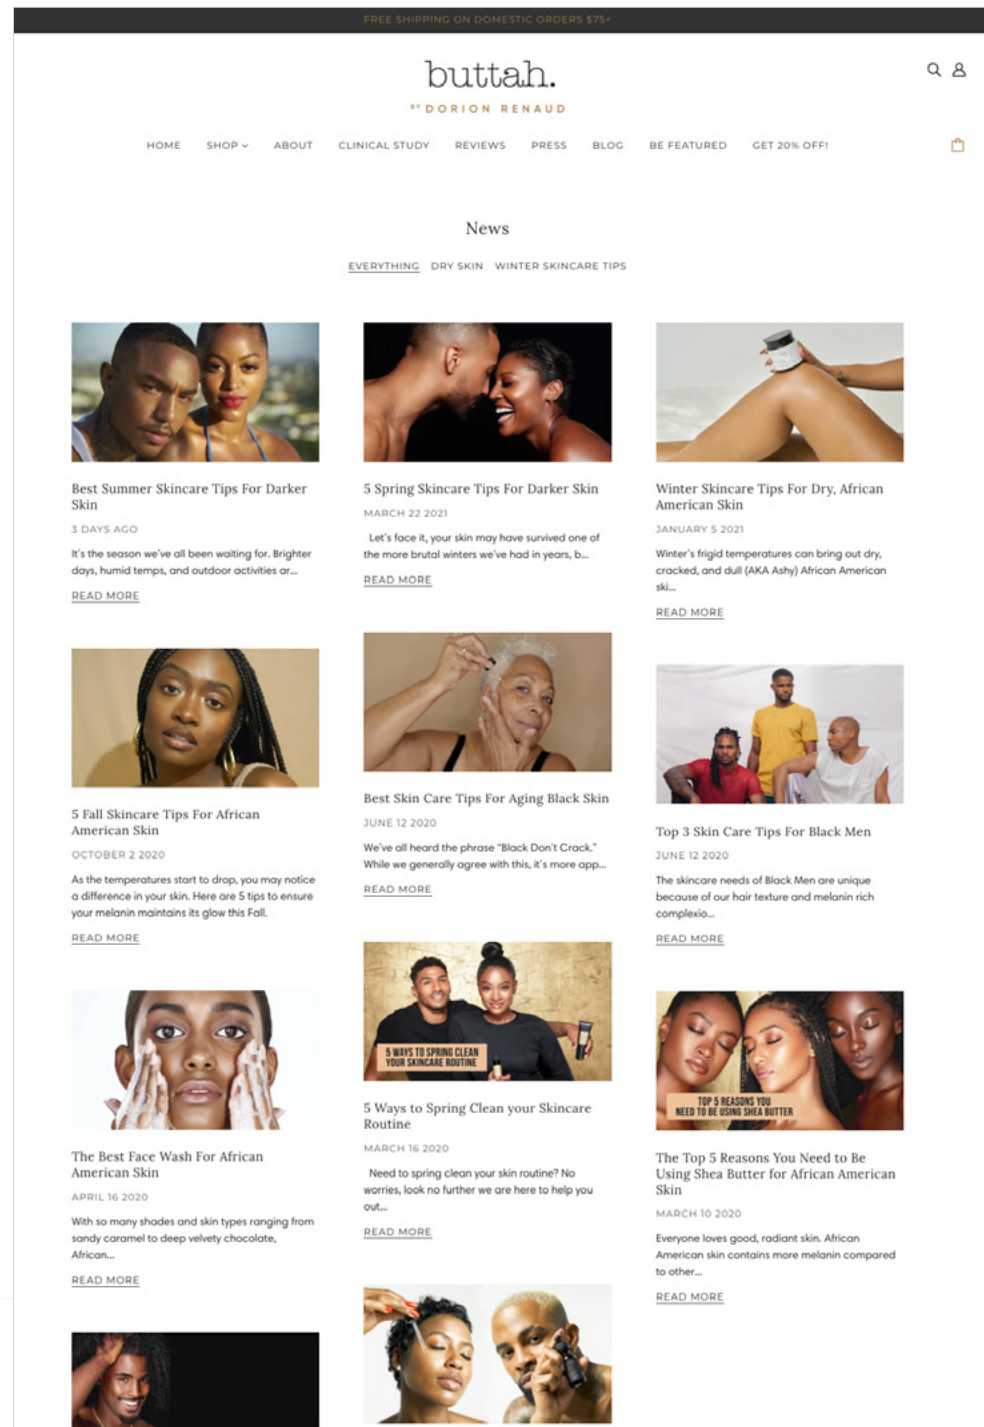 FREE SHIPPING ON DOMESTIC ORDERS $75+
buttah.
BY DORION RENAUD
HOME SHOP ABOUT CLINICAL STUDY REVIEWS PRESS BLOG BE FEATURED GET 20% OFF!
News
EVERYTHING DRY SKIN WINTER SKINCARE TIPS
Best Summer Skincare Tips For Darker
Skin
3 DAYS AGO
It's the season we've all been waiting for. Brighter
days, humid temps, and outdoor activities ar...
READ MORE
5 Spring Skincare Tips For Darker Skin
MARCH 22 2021
Let's face it, your skin may have survived one of
the more brutal winters we've had in years, b...
READ MORE
Winter Skincare Tips For Dry, African
American Skin
JANUARY 5 2021
Winter's frigid temperatures can bring out dry,
cracked, and dull (AKA Ashy) African American
ski...
READ MORE
5 Fall Skincare Tips For African
American Skin
OCTOBER 2 2020
As the temperatures start to drop, you may notice
a difference in your skin. Here are 5 tips to ensure
your melanin maintains its glow this Fall.
READ MORE
Best Skin Care Tips For Aging Black Skin
JUNE 12 2020
We've all heard the phrase "Black Don't Crack."
While we generally agree with this, it's more app...
READ MORE
Top 3 Skin Care Tips For Black Men
JUNE 12 2020
The skincare needs of Black Men are unique
because of our hair texture and melanin rich
complexio...
READ MORE
The Best Face Wash For African
American Skin
APRIL 16 2020
With so many shades and skin types ranging from
sandy caramel to deep velvety chocolate,
African...
READ MORE
5 WAYS TO SPRING CLEAN
YOUR SKINCARE ROUTINE
5 Ways to Spring Clean your Skincare
Routine
MARCH 16 2020
Need to spring clean your skin routine? No
worries, look no further we are here to help you
out...
READ MORE
TOP 5 REASONS YOU
NEED TO BE USING SHEA BUTTER
The Top 5 Reasons You Need to Be
Using Shea Butter for African American
Skin
MARCH 10 2020
Everyone loves good, radiant skin. African
American skin contains more melanin compared
to other...
READ MORE